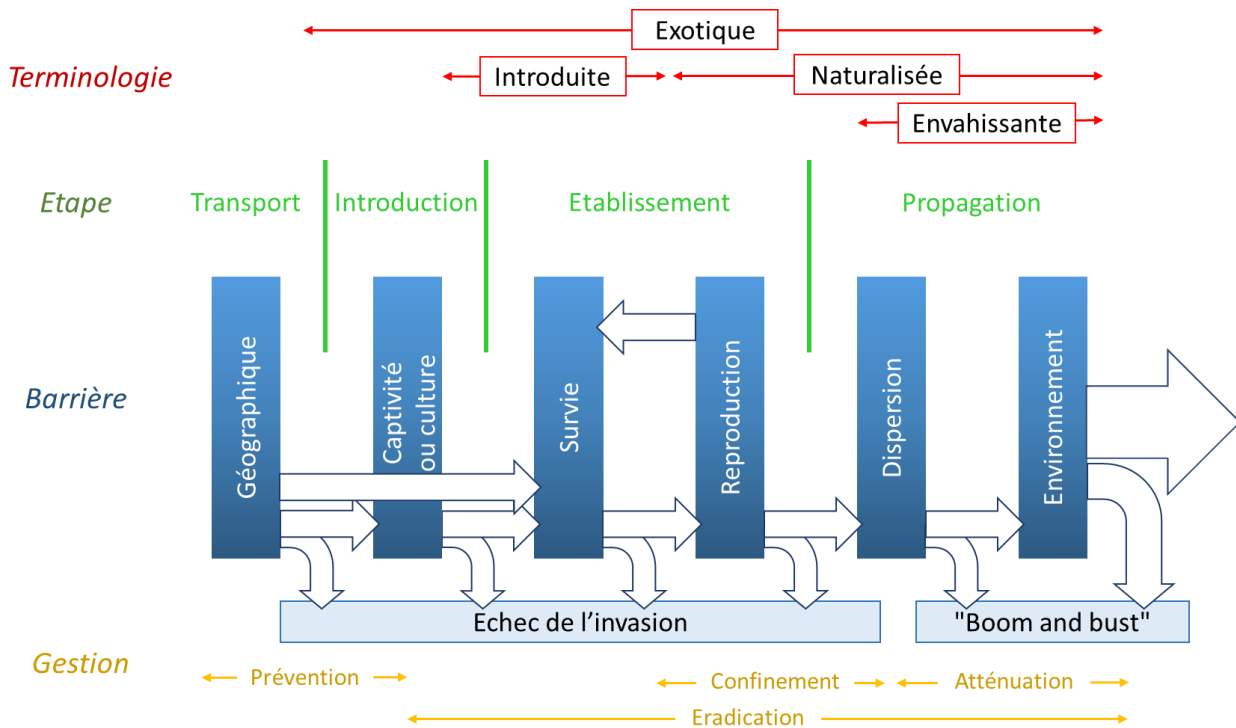 Exotique
Terminologie
Introduite
Naturalisée
Envahissante
Etape
Transport
Introduction
Etablissement
Propagation
Barrière
Géographique
Captivité
ou culture
Survie
Reproduction
Dispersion
Environnement
Echec de l’invasion
"Boom and bust"
Gestion
Prévention
Confinement
Atténuation
Eradication